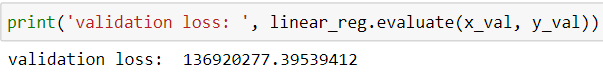 print('validation loss: ', linear_reg.evaluate(x_val, y_val))
validation loss:  136920277.39539412